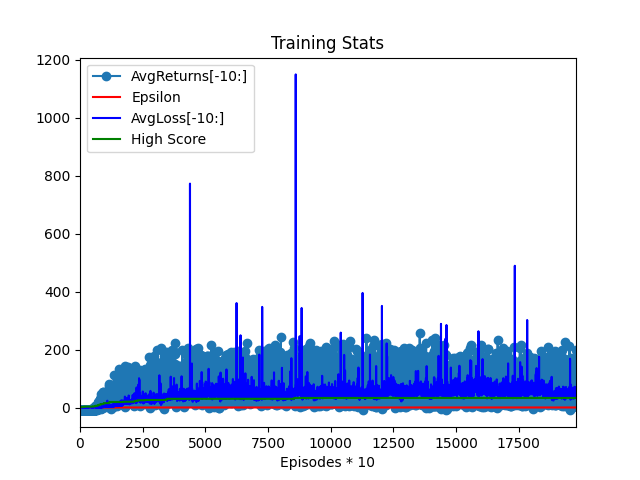 Training Stats
1200
1000
800
600
400
200
0
AvgReturns[-10:]
Epsilon
AvgLoss[-10:]
High Score
0 2500 5000 7500 10000 12500 15000 17500
Episodes * 10